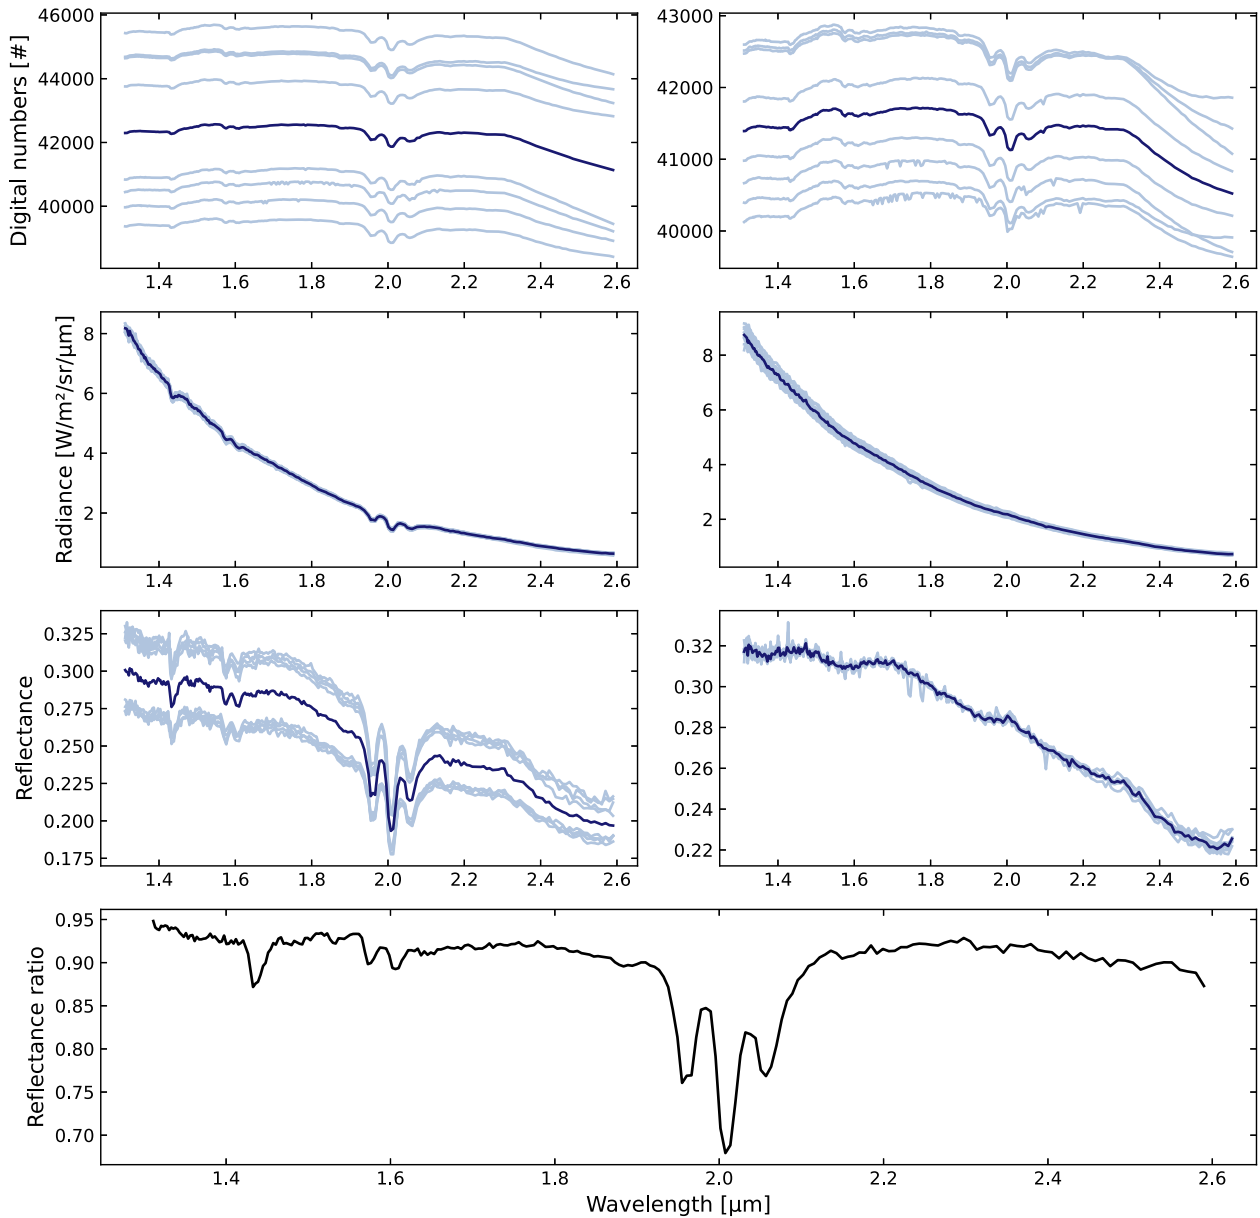 46000
44000
42000
40000
Digital numbers [#]
1.4 1.6 1.8 2.0 2.2 2.4 2.6
43000
42000
41000
40000
1.4 1.6 1.8 2.0 2.2 2.4 2.6
8
6
4
2
Radiance [W/m²/sr/μm]
1.4 1.6 1.8 2.0 2.2 2.4 2.6
8
6
4
2
1.4 1.6 1.8 2.0 2.2 2.4 2.6
0.325
0.300
0.275
0.250
0.225
0.200
0.175
Reflectance
1.4 1.6 1.8 2.0 2.2 2.4 2.6
0.32
0.30
0.28
0.26
0.24
0.22
1.4 1.6 1.8 2.0 2.2 2.4 2.6
0.95
0.90
0.85
0.80
0.75
0.70
Reflectance ratio
1.4 1.6 1.8 2.0 2.2 2.4 2.6
Wavelength [μm]